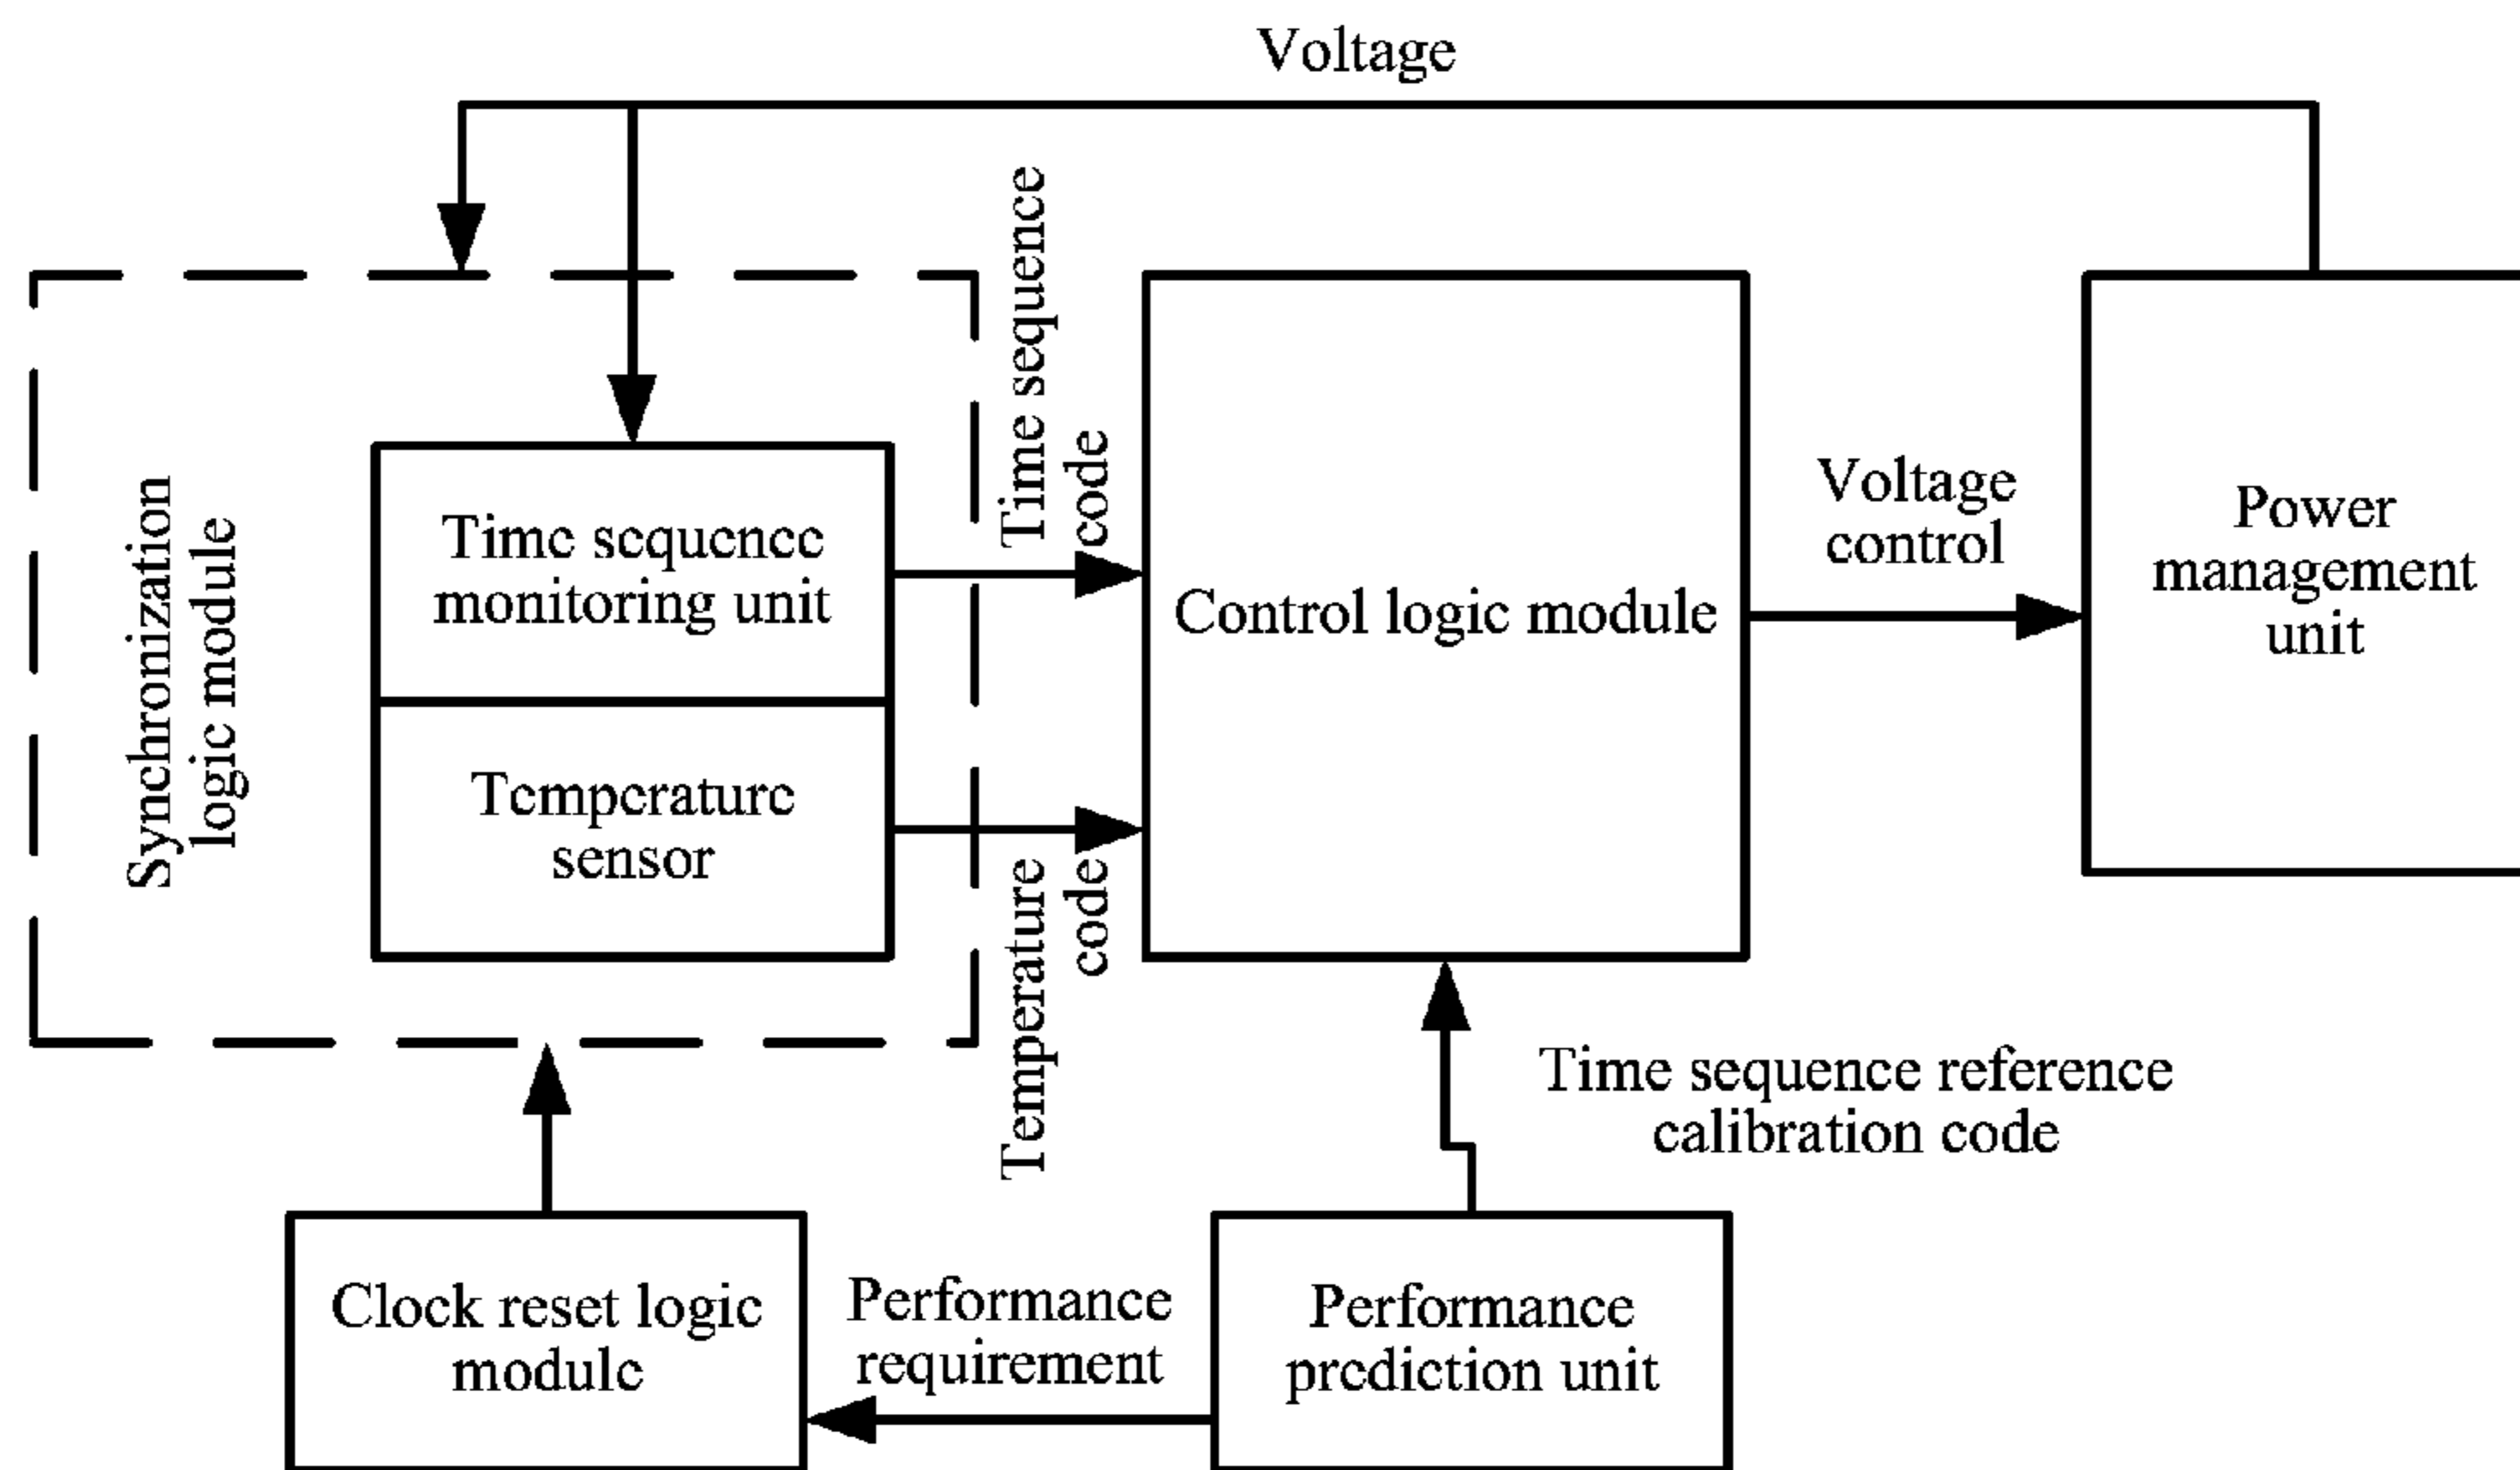 Voltage
Synchronization
logic module
Time sequence
monitoring unit
Temperature
sensor
Time sequence
code
Temperature
code
Control logic module
Voltage
control
Power
management
unit
Time sequence reference
calibration code
Clock reset logic
module
Performance
requirement
Performance
prediction unit